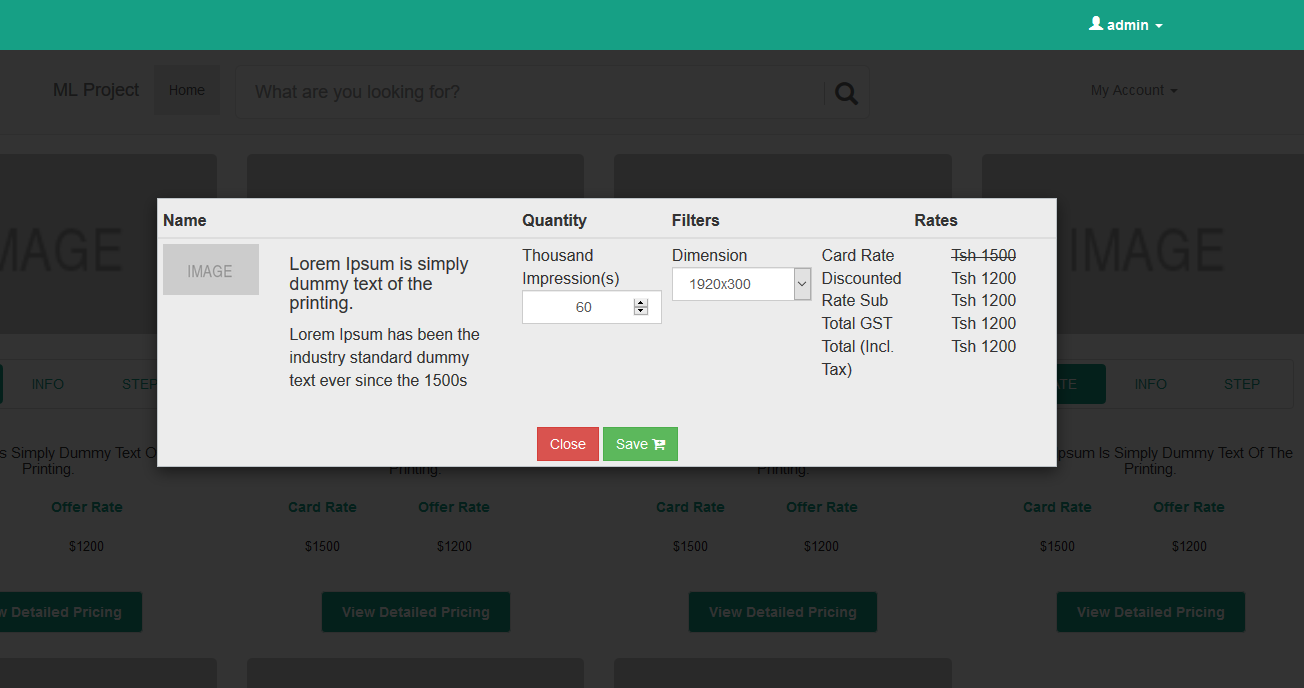 admin
ML Project
Home
What are you looking for?
My Account
MAGE
IMAGE
Name
Quantity
Filters
Rates
IMAGE
Lorem Ipsum is simply
dummy text of the
printing.
Lorem Ipsum has been the
industry standard dummy
text ever since the 1500s
Thousand
Impression(s)
60
Dimension
1920x300
Card Rate
Tsh 1500
Discounted
Tsh 1200
Rate Sub
Tsh 1200
Total GST
Tsh 1200
Total (Incl.
Tsh 1200
Tax)
Close
Save
INFO
STEP
ATE
INFO
STEP
s Simply Dummy Text O
Printing.
Printing.
Printing.
psum Is Simply Dummy Text Of The
Printing.
Offer Rate
Card Rate
Offer Rate
Card Rate
Offer Rate
Card Rate
Offer Rate
$1200
$1500
$1200
$1500
$1200
$1500
$1200
w Detailed Pricing
View Detailed Pricing
View Detailed Pricing
View Detailed Pricing